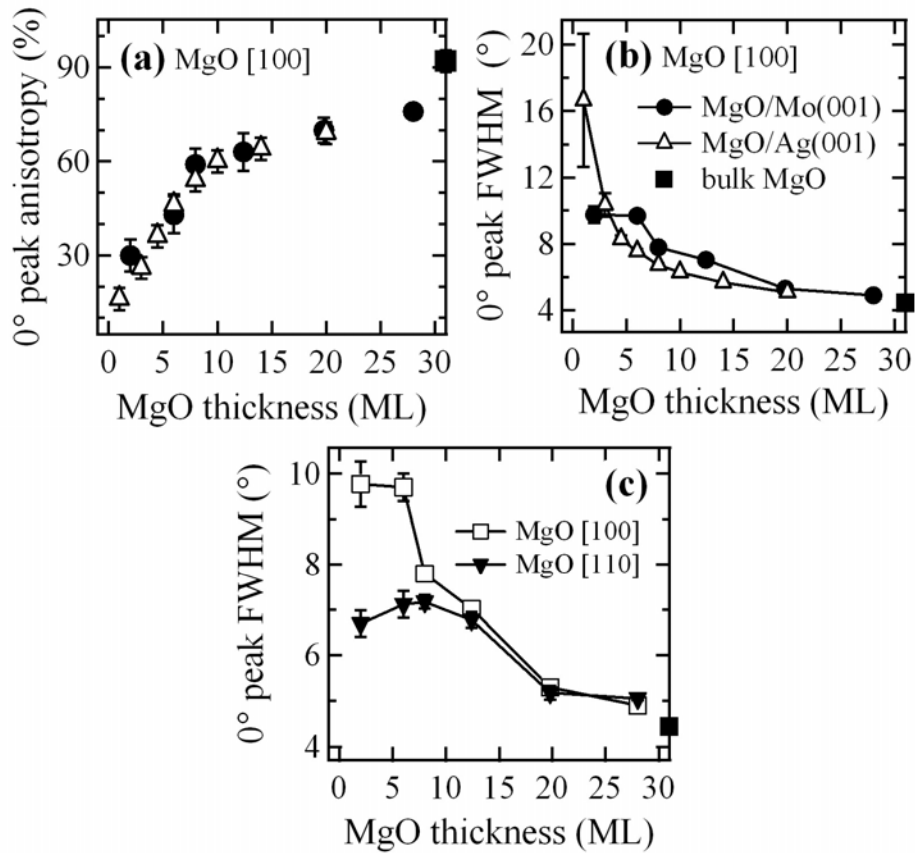 (a) MgO [100]
0° peak anisotropy (%)
90
60
30
0 5 10 15 20 25 30
MgO thickness (ML)
(b) MgO [100]
0° peak FWHM (°)
20
16
12
8
4
MgO/Mo(001)
MgO/Ag(001)
bulk MgO
0 5 10 15 20 25 30
MgO thickness (ML)
(c)
0° peak FWHM (°)
10
8
6
4
MgO [100]
MgO [110]
0 5 10 15 20 25 30
MgO thickness (ML)